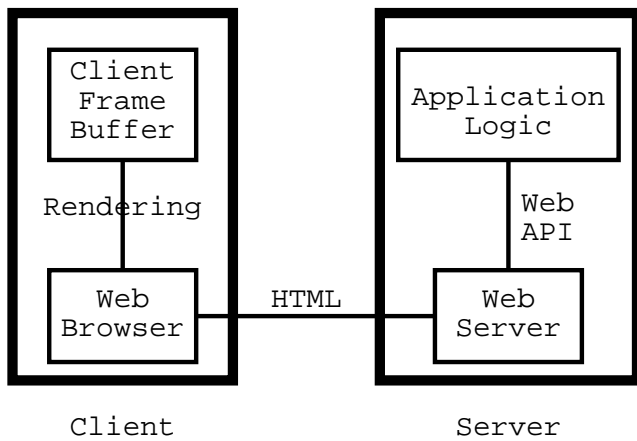 Client
Frame
Buffer
Application
Logic
Rendering
Web
API
Web
Browser
HTML
Web
Server
Client
Server